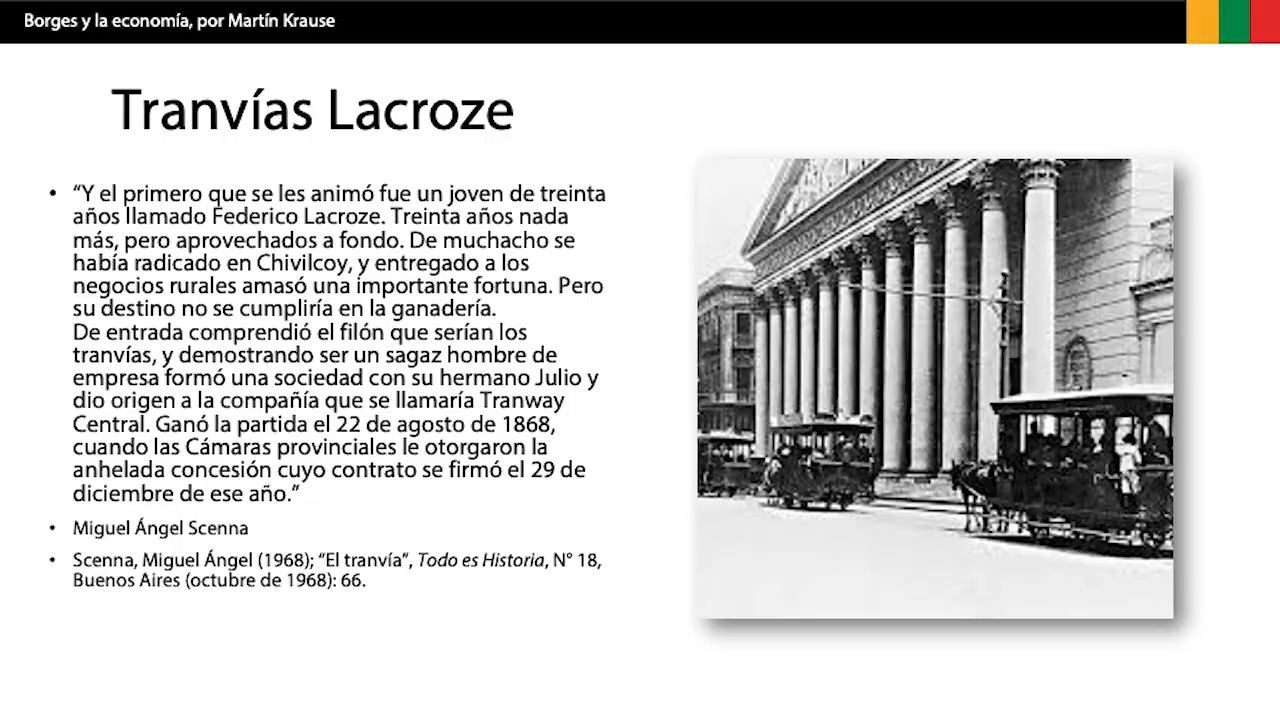 Borges y la economía, por Martín Krause
Tranvías Lacroze
• “Y el primero que se les animó fue un joven de treinta
años llamado Federico Lacroze. Treinta años nada
más, pero aprovechados a fondo. De muchacho se
había radicado en Chivilcoy, y entregado a los
negocios rurales amasó una importante fortuna. Pero
su destino no se cumpliría en la ganadería.
De entrada comprendió el filón que serían los
tranvías, y demostrando ser un sagaz hombre de
empresa formó una sociedad con su hermano Julio y
dio origen a la compañía que se llamaría Tranway
Central. Ganó la partida el 22 de agosto de 1868,
cuando las Cámaras provinciales le otorgaron la
anhelada concesión cuyo contrato se firmó el 29 de
diciembre de ese año.”
• Miguel Ángel Scenna
• Scenna, Miguel Ángel (1968); “El tranvía”, Todo es Historia, N° 18,
Buenos Aires (octubre de 1968): 66.